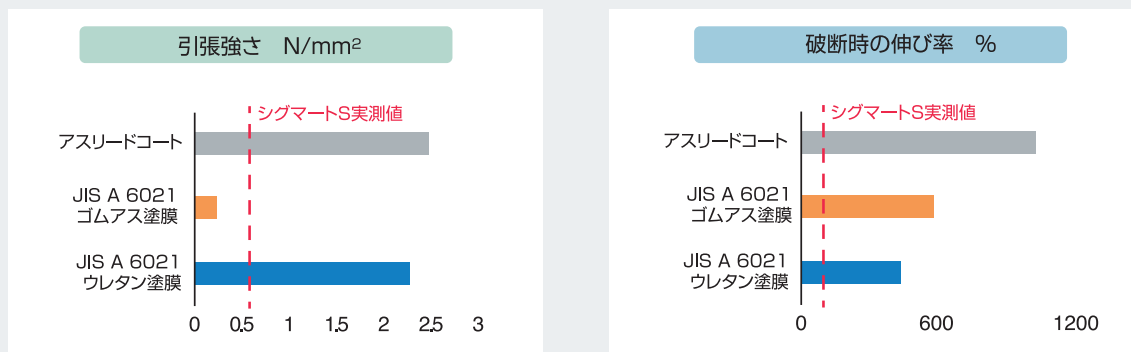 引張強さ N/mm²
シグマートS実測値
アスリードコート
JIS A 6021
ゴムアス塗膜
JIS A 6021
ウレタン塗膜
0 0.5 1 1.5 2 2.5 3
破断時の伸び率 %
シグマートS実測値
アスリードコート
JIS A 6021
ゴムアス塗膜
JIS A 6021
ウレタン塗膜
0 600 1200